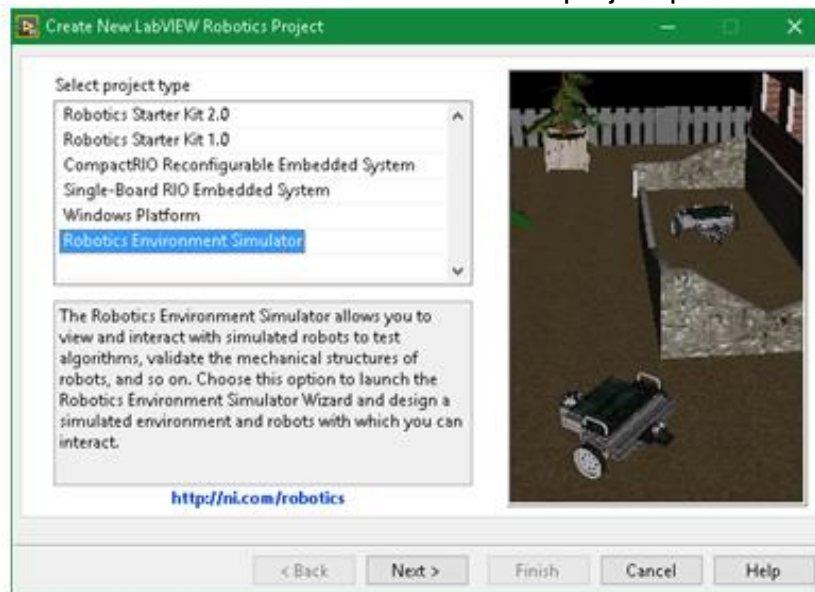 Create New LabVIEW Robotics Project
Select project type
Robotics Starter Kit 2.0
Robotics Starter Kit 1.0
CompactRIO Reconfigurable Embedded System
Single-Board RIO Embedded System
Windows Platform
Robotics Environment Simulator
The Robotics Environment Simulator allows you to
view and interact with simulated robots to test
algorithms, validate the mechanical structures of
robots, and so on. Choose this option to launch the
Robotics Environment Simulator Wizard and design a
simulated environment and robots with which you can
interact.
http://ni.com/robotics
< Back Next > Finish Cancel Help